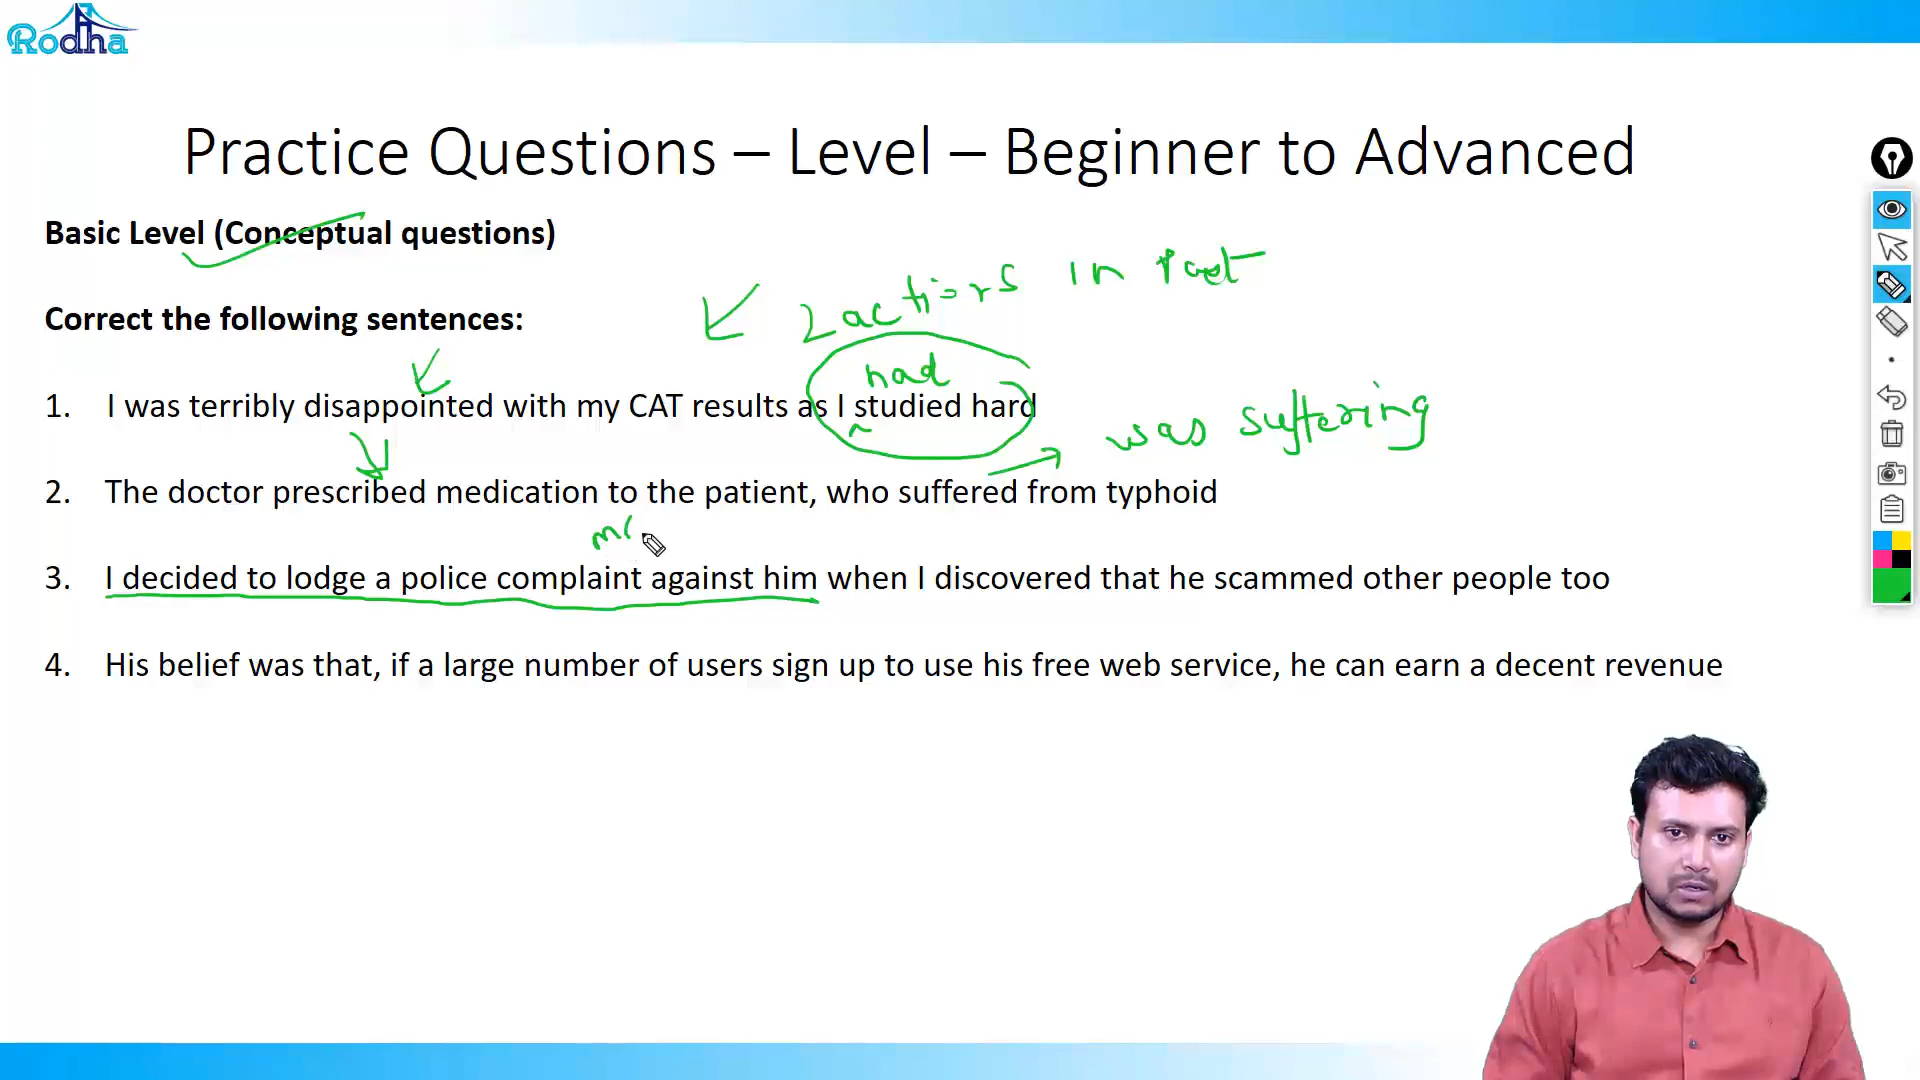 Rodha
Practice Questions – Level – Beginner to Advanced
Basic Level (Conceptual questions)
2 actions in Past
Correct the following sentences:
had
1. I was terribly disappointed with my CAT results as I studied hard
was suffering
2. The doctor prescribed medication to the patient, who suffered from typhoid
3. I decided to lodge a police complaint against him when I discovered that he scammed other people too
4. His belief was that, if a large number of users sign up to use his free web service, he can earn a decent revenue